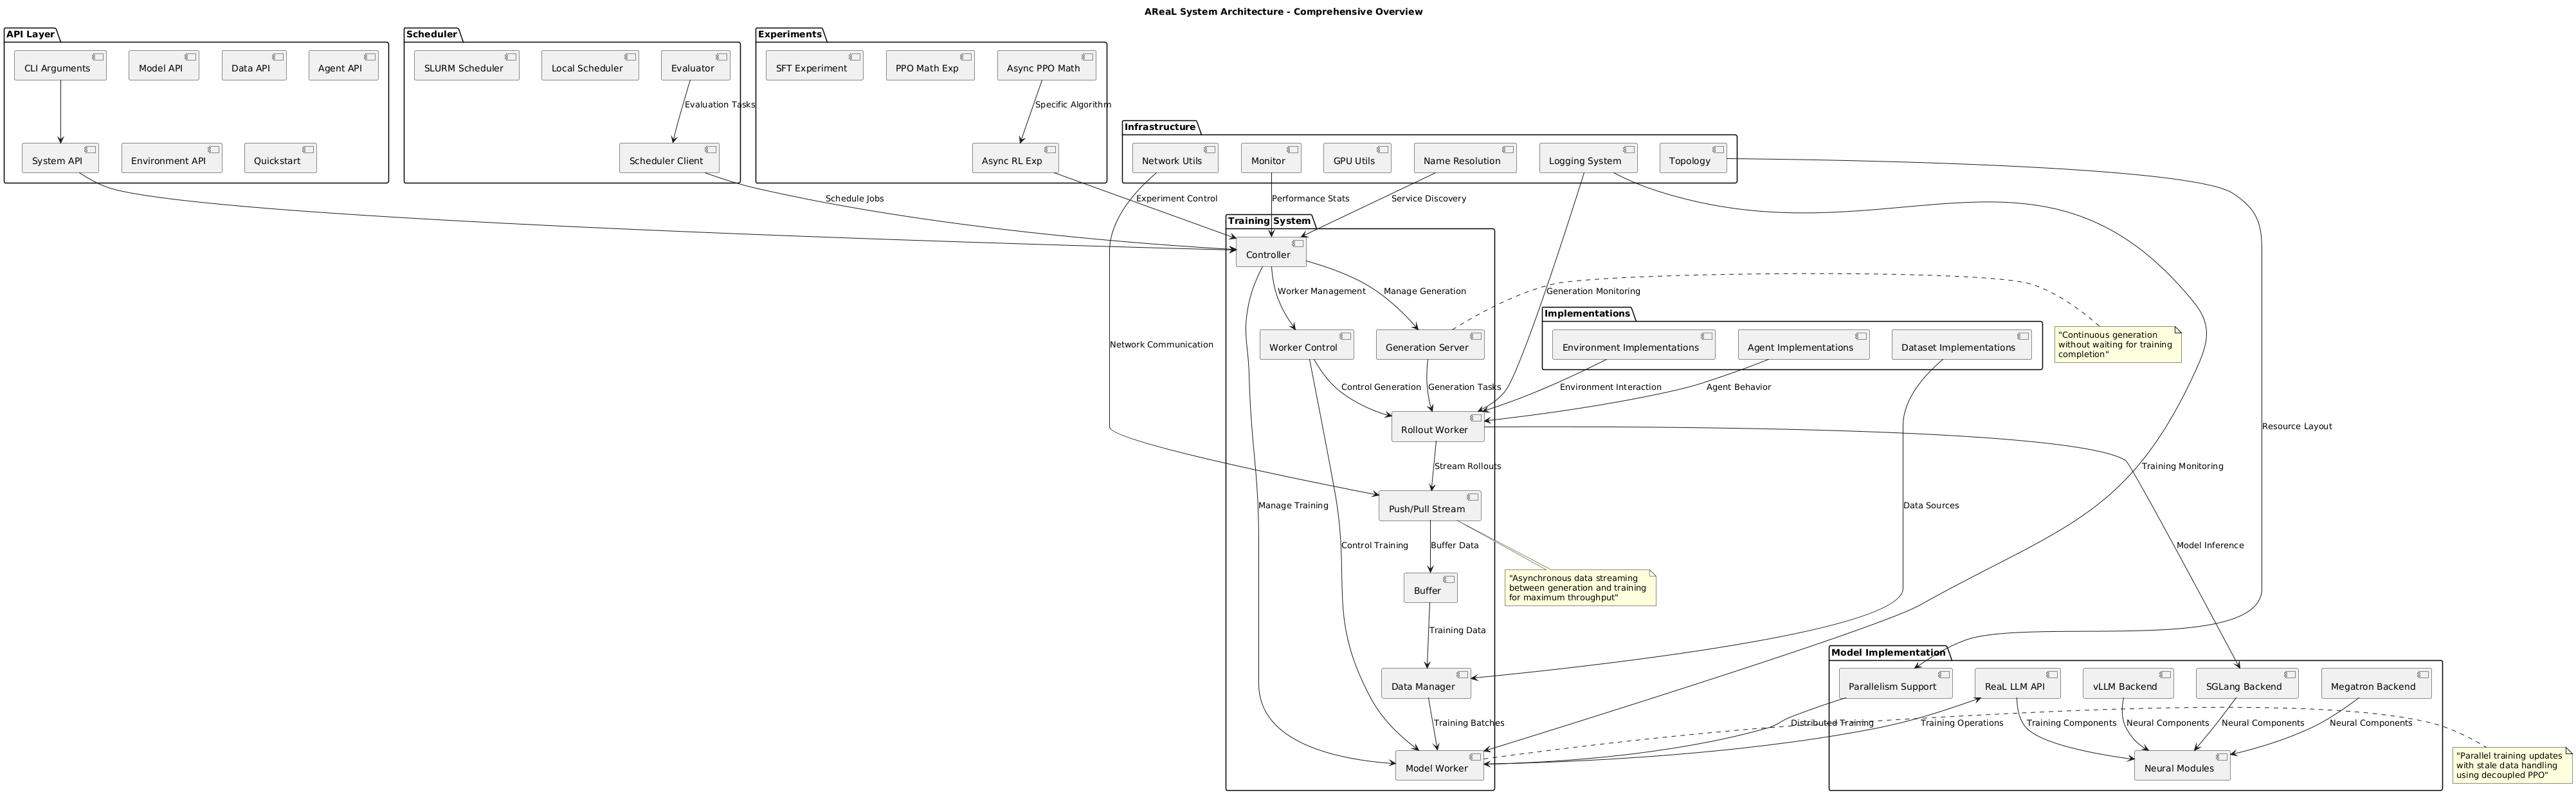 AReaL System Architecture - Comprehensive Overview
API Layer
CLI Arguments
Model API
Data API
Agent API
System API
Environment API
Quickstart
Scheduler
SLURM Scheduler
Local Scheduler
Evaluator
Evaluation Tasks
Scheduler Client
Experiments
SFT Experiment
PPO Math Exp
Async PPO Math
Specific Algorithm
Async RL Exp
Infrastructure
Network Utils
Monitor
GPU Utils
Name Resolution
Logging System
Topology
Schedule Jobs
Experiment Control
Performance Stats
Service Discovery
Training System
Controller
Worker Management
Manage Generation
Generation Monitoring
Implementations
Environment Implementations
Agent Implementations
Dataset Implementations
"Continuous generation
without waiting for training
completion"
Network Communication
Worker Control
Generation Server
Control Generation
Generation Tasks
Environment Interaction
Agent Behavior
Rollout Worker
Resource Layout
Stream Rollouts
Training Monitoring
Manage Training
Push/Pull Stream
Data Sources
Control Training
Buffer Data
Model Inference
Buffer
"Asynchronous data streaming
between generation and training
for maximum throughput"
Training Data
Model Implementation
Data Manager
Parallelism Support
ReaL LLM API
vLLM Backend
SGLang Backend
Megatron Backend
Training Batches
Distributed Training
Training Operations
Training Components
Neural Components
Neural Components
Neural Components
Model Worker
Neural Modules
"Parallel training updates
with stale data handling
using decoupled PPO"